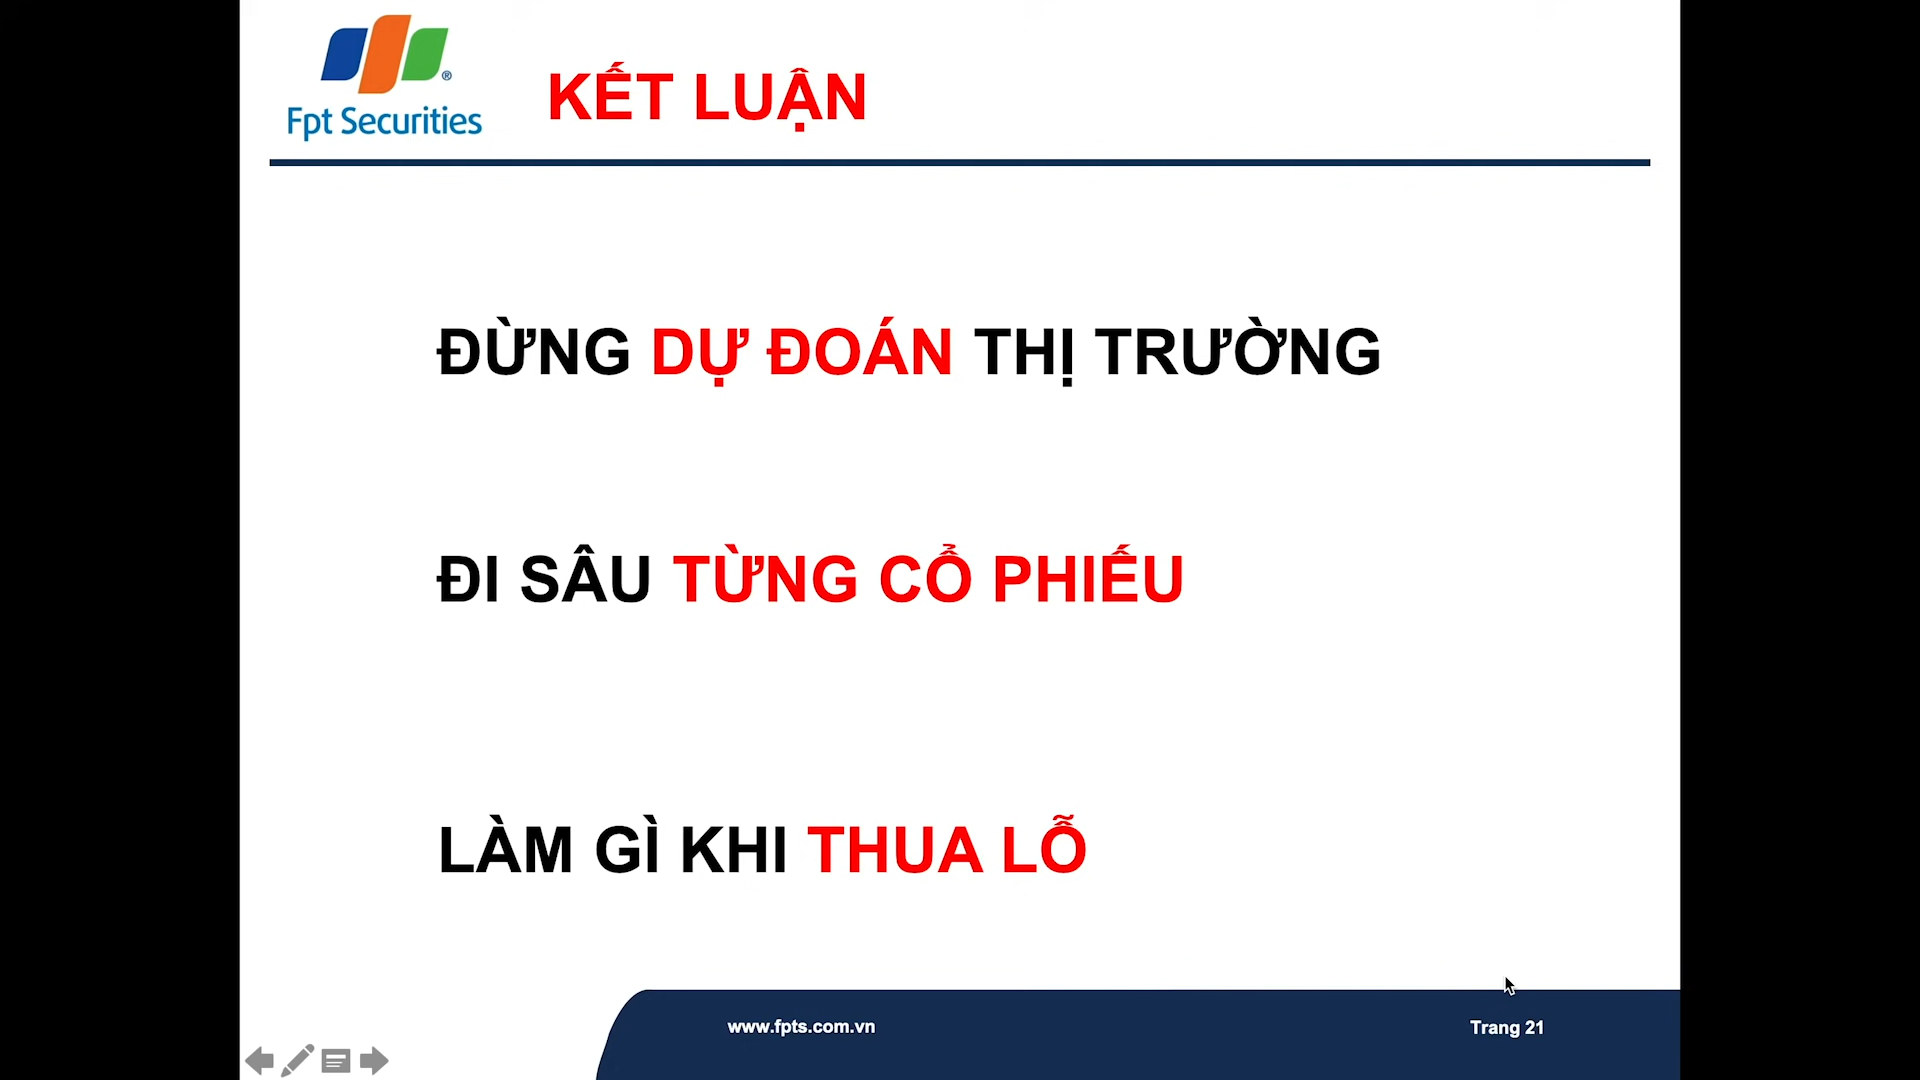 Fpt Securities
KẾT LUẬN
ĐỪNG DỰ ĐOÁN THỊ TRƯỜNG
ĐI SÂU TỪNG CỔ PHIẾU
LÀM GÌ KHI THUA LỖ
www.fpts.com.vn
Trang 21